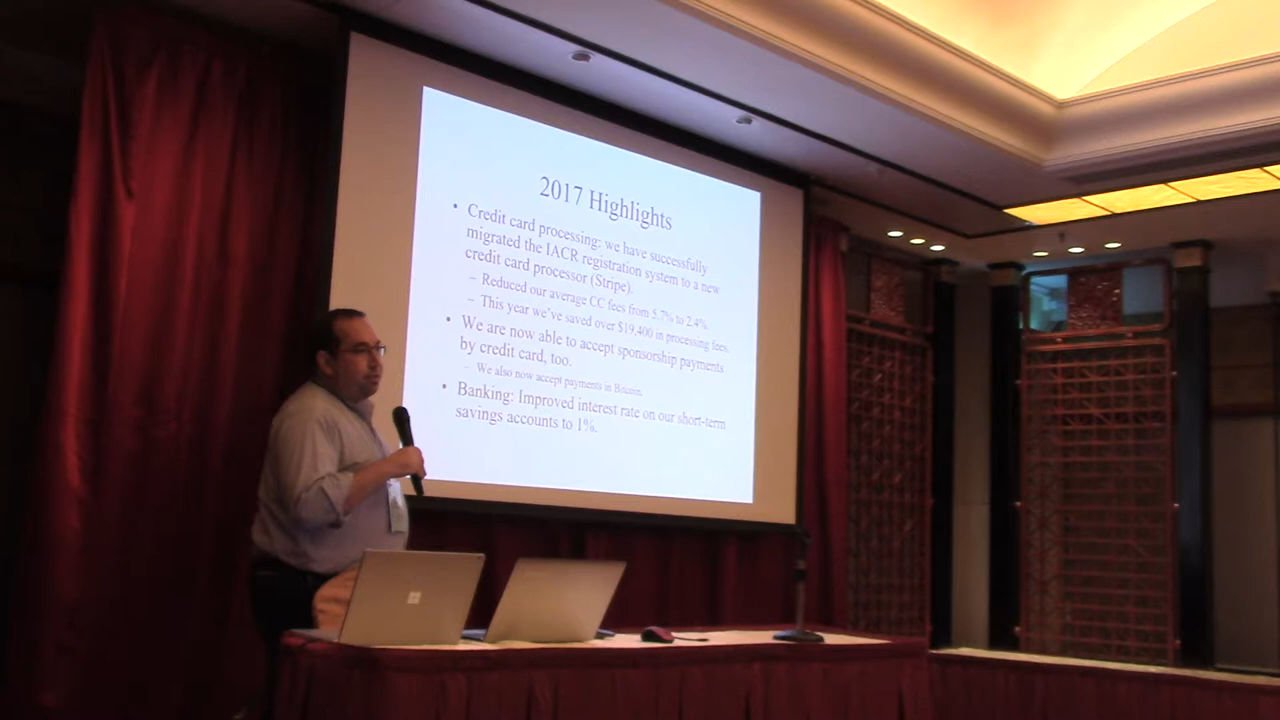 2017 Highlights
• Credit card processing: we have successfully
migrated the IACR registration system to a new
credit card processor (Stripe).
– Reduced our average CC fees from 5.7% to 2.4%.
– This year we've saved over $19,400 in processing fees.
• We are now able to accept sponsorship payments
by credit card, too.
– We also now accept payments in Bitcoin.
• Banking: Improved interest rate on our short-term
savings accounts to 1%.